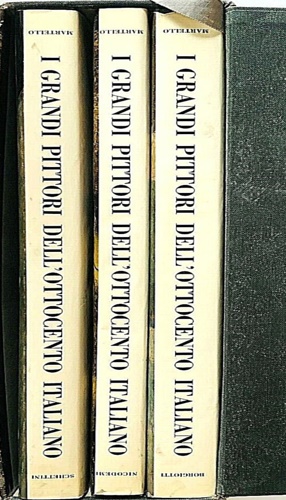 MARTELLO
I GRANDI PITTORI DELL'OTTOCENTO ITALIANO
SCHETTINI
MARTELLO
I GRANDI PITTORI DELL'OTTOCENTO ITALIANO
NICODEMI
MARTELLO
I GRANDI PITTORI DELL'OTTOCENTO ITALIANO
BORGIOTTI